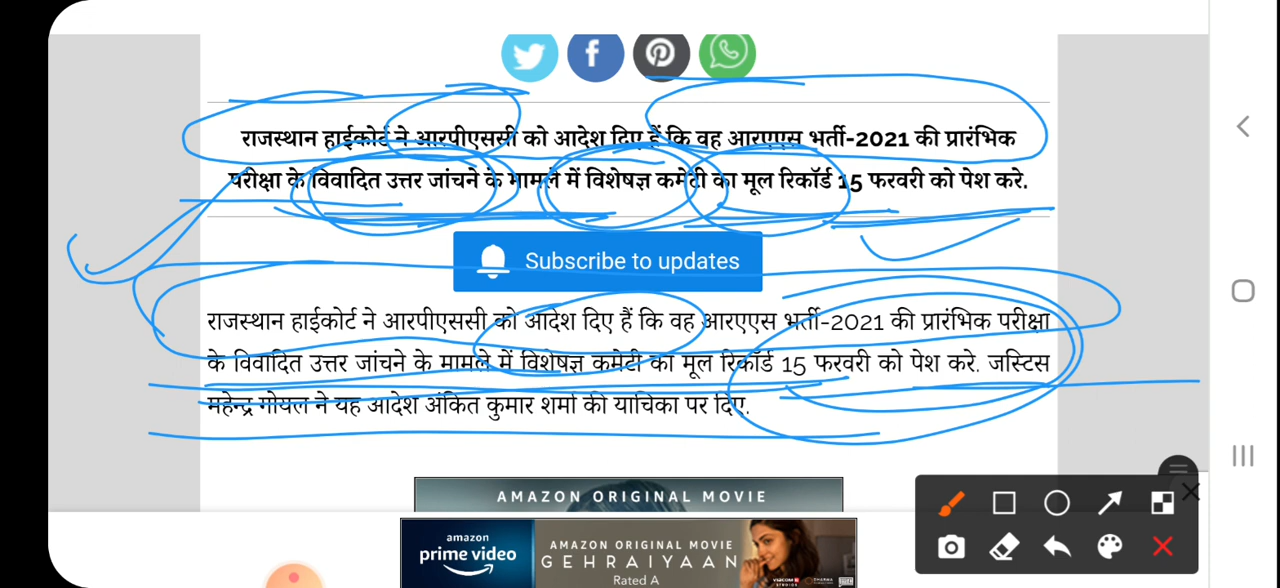 राजस्थान हाईकोर्ट ने आरपीएससी को आदेश दिए हैं कि वह आरएएस भर्ती-2021 की प्रारंभिक
परीक्षा के विवादित उत्तर जांचने के मामले में विशेषज्ञ कमेटी का मूल रिकॉर्ड 15 फरवरी को पेश करे.
Subscribe to updates
राजस्थान हाईकोर्ट ने आरपीएससी को आदेश दिए हैं कि वह आरएएस भर्ती-2021 की प्रारंभिक परीक्षा
के विवादित उत्तर जांचने के मामले में विशेषज्ञ कमेटी का मूल रिकॉर्ड 15 फरवरी को पेश करे. जस्टिस
महेन्द्र गोयल ने यह आदेश अंकित कुमार शर्मा की याचिका पर दिए.
AMAZON ORIGINAL MOVIE
amazon
prime video
AMAZON ORIGINAL MOVIE
GEHRAIYAAN
Rated A